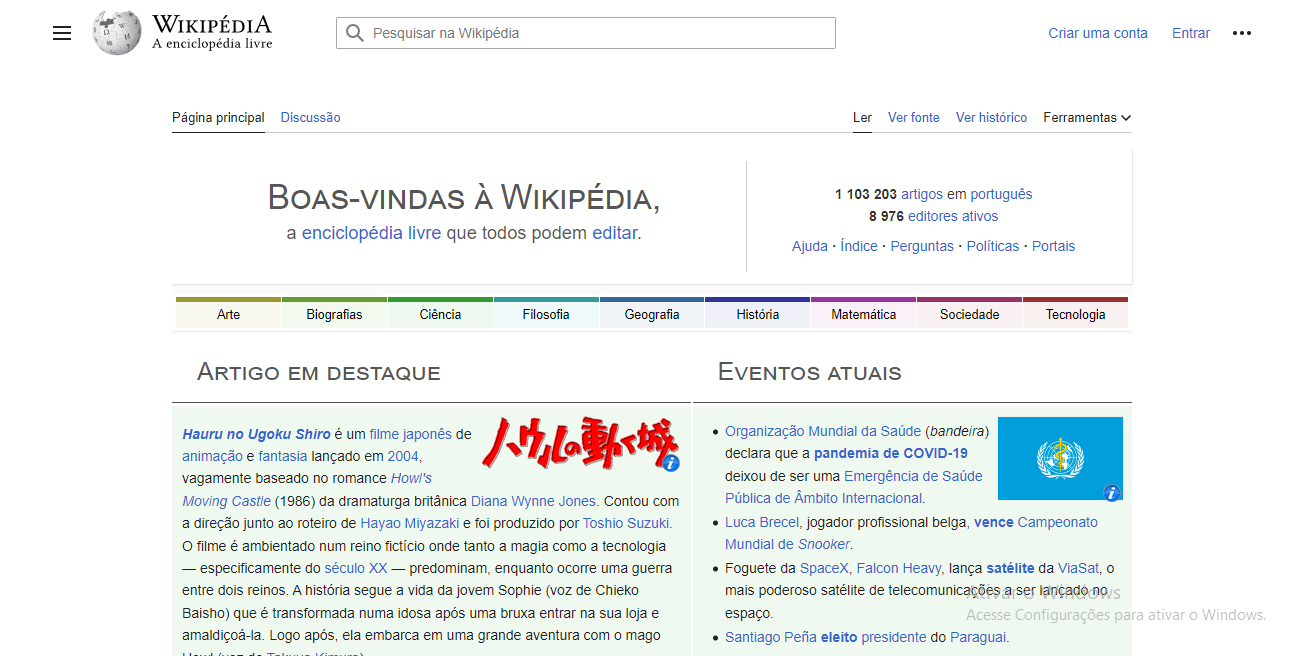 WIKIPÉDIA
A enciclopédia livre
Pesquisar na Wikipédia
Criar uma conta
Entrar
Página principal
Discussão
Ler
Ver fonte
Ver histórico
Ferramentas
Boas-vindas à Wikipédia,
a enciclopédia livre que todos podem editar.
1 103 203 artigos em português
8 976 editores ativos
Ajuda · Índice · Perguntas · Políticas · Portais
Arte
Biografias
Ciência
Filosofia
Geografia
História
Matemática
Sociedade
Tecnologia
Artigo em destaque
ハウルの動く城
Hauru no Ugoku Shiro é um filme japonês de
animação e fantasia lançado em 2004,
vagamente baseado no romance Howl's
Moving Castle (1986) da dramaturga britânica Diana Wynne Jones. Contou com
a direção junto ao roteiro de Hayao Miyazaki e foi produzido por Toshio Suzuki.
O filme é ambientado num reino fictício onde tanto a magia como a tecnologia
— especificamente do século XX — predominam, enquanto ocorre uma guerra
entre dois reinos. A história segue a vida da jovem Sophie (voz de Chieko
Baisho) que é transformada numa idosa após uma bruxa entrar na sua loja e
amaldiçoá-la. Logo após, ela embarca em uma grande aventura com o mago
Eventos atuais
Organização Mundial da Saúde (bandeira)
declara que a pandemia de COVID-19
deixou de ser uma Emergência de Saúde
Pública de Âmbito Internacional.
Luca Brecel, jogador profissional belga, vence Campeonato
Mundial de Snooker.
Foguete da SpaceX, Falcon Heavy, lança satélite da ViaSat, o
mais poderoso satélite de telecomunicações a ser lançado no
espaço.
Santiago Peña eleito presidente do Paraguai.
Ativar o Windows
Acesse Configurações para ativar o Windows.